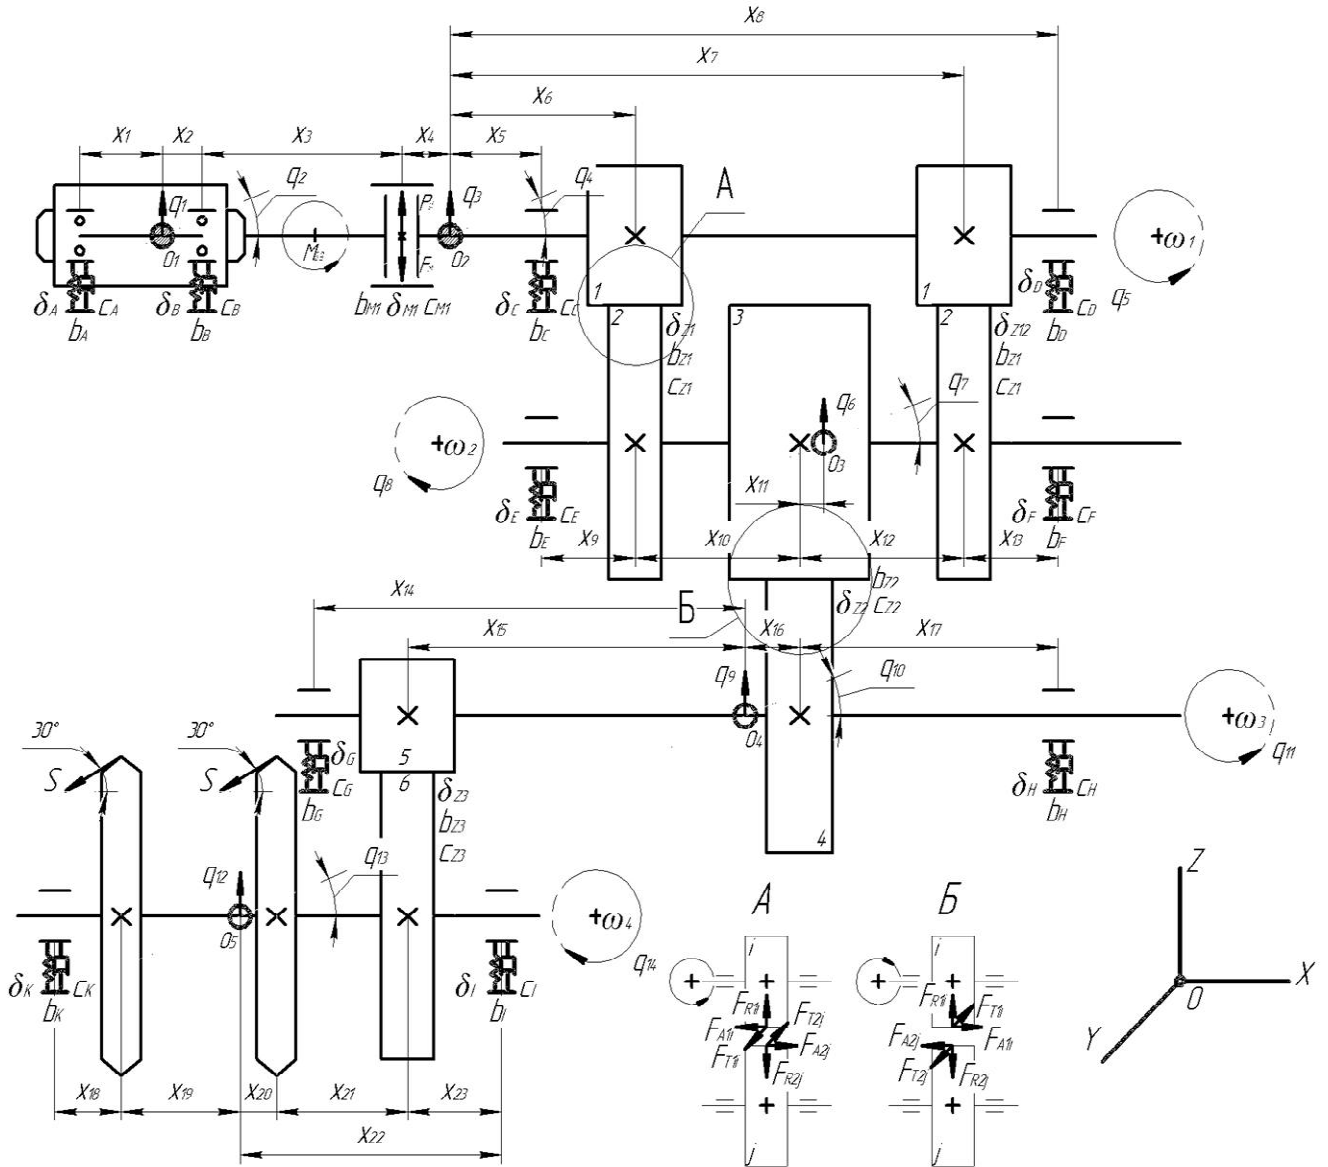 x8
x7
x6
x1 x2 x3 x4 x5
q1 q2 q3 q4 A
O1 O2 ω1
q5
δA cA δB cB bM1 δM1 cM1 δC bC δD cD
bA bB bD
1 2 3 1 2
δZ1 δZ12
bZ1 bZ1
cZ1 cZ1
q6 q7
ω2 O3
q8
x11
δE cE δF cF
bE x9 x10 x12 x13 bF
bZ2
δZ2 cZ2
x14 Б
x15 x16 x17
q9 q10
O4 ω3
q11
30° 30°
S S
δG cG 5
bG 6
δZ3
bZ3
cZ3
δH cH
bH
4
q12 q13
O5 ω4
q14
δK cK δI cI
bK bI
x18 x19 x20 x21 x23
x22
A Б
i i
FR1i FT2j FR1i FT1i
FA1i FA2j FA2j FA1i
FT1i FR2j FT2j FR2j
j j
Z
X
O
Y